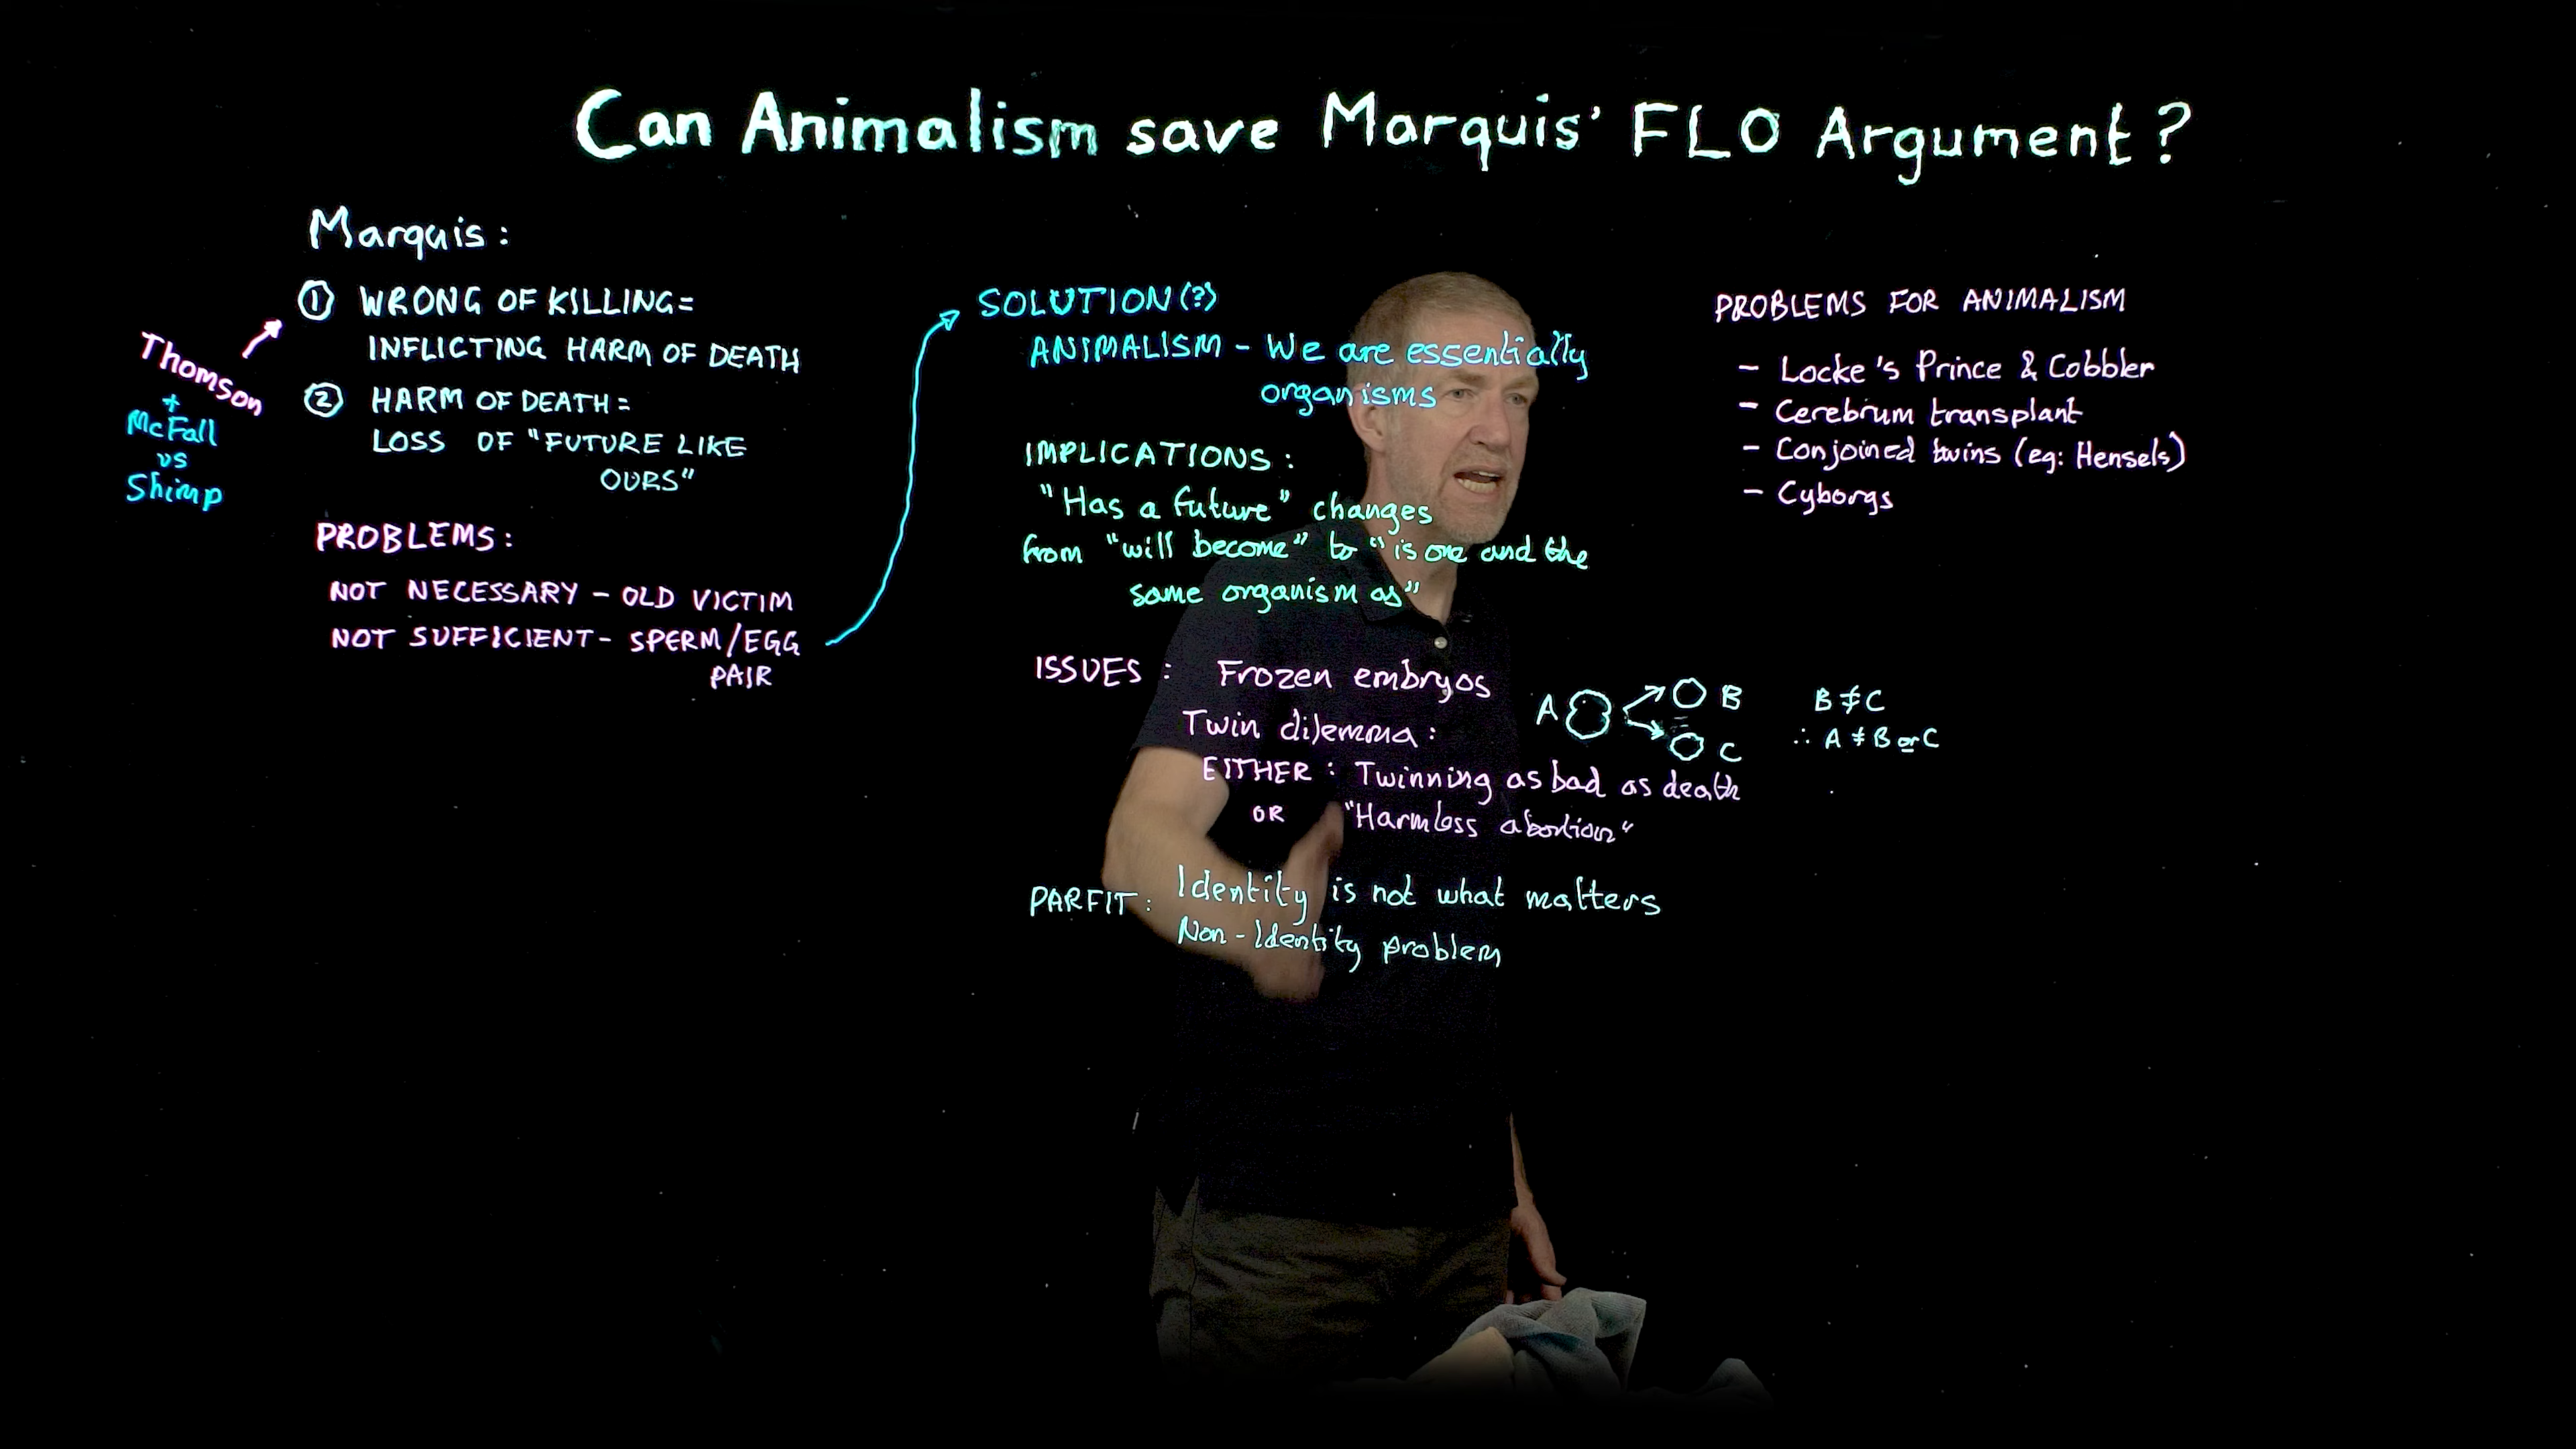 Can Animalism save Marquis' FLO Argument?
Marquis:
① WRONG OF KILLING =
INFLICTING HARM OF DEATH
② HARM OF DEATH =
LOSS OF "FUTURE LIKE
OURS"
Thomson
+
McFall
vs
Shimp
PROBLEMS:
NOT NECESSARY - OLD VICTIM
NOT SUFFICIENT - SPERM/EGG
PAIR
SOLUTION (?)
ANIMALISM - We are essentially
organisms
IMPLICATIONS:
"Has a future" changes
from "will become" to "is one and the
same organism as"
ISSUES: Frozen embryos
Twin dilemma:
EITHER: Twinning as bad as death
OR "Harmless abortion"
A B C
B ≠ C
∴ A ≠ B or C
PARFIT: Identity is not what matters
Non-Identity problem
PROBLEMS FOR ANIMALISM
- Locke's Prince & Cobbler
- Cerebrum transplant
- Conjoined twins (eg: Hensels)
- Cyborgs